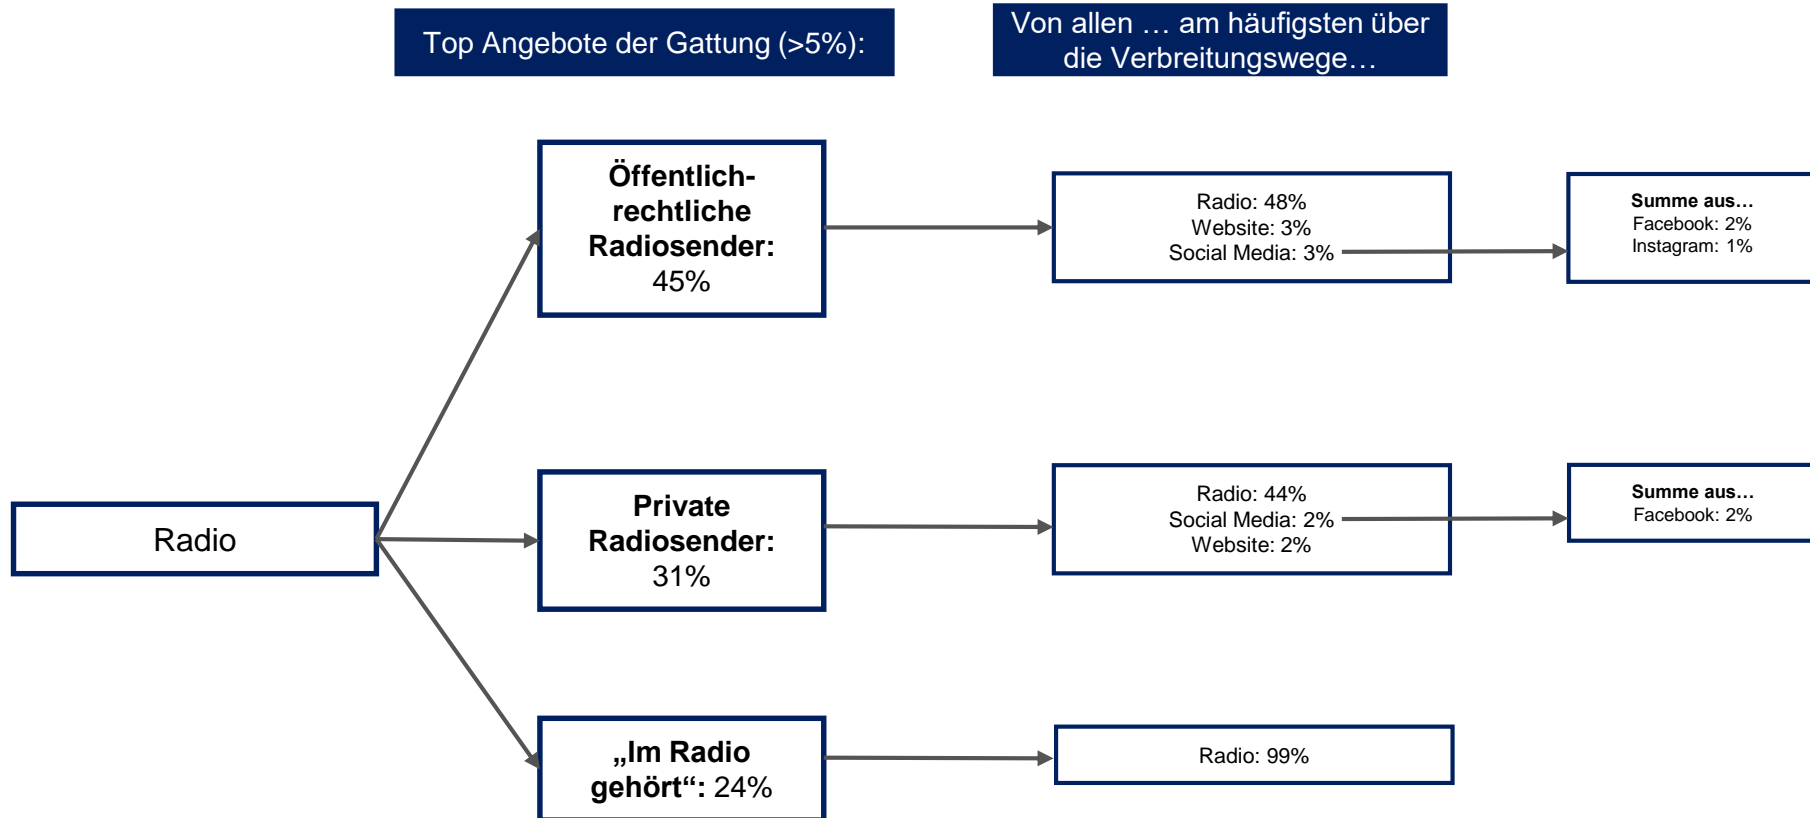 Top Angebote der Gattung (>5%):
Von allen … am häufigsten über
die Verbreitungswege…
Öffentlich-
rechtliche
Radiosender:
45%
Radio: 48%
Website: 3%
Social Media: 3%
Summe aus…
Facebook: 2%
Instagram: 1%
Radio
Private
Radiosender:
31%
Radio: 44%
Social Media: 2%
Website: 2%
Summe aus…
Facebook: 2%
„Im Radio
gehört“: 24%
Radio: 99%